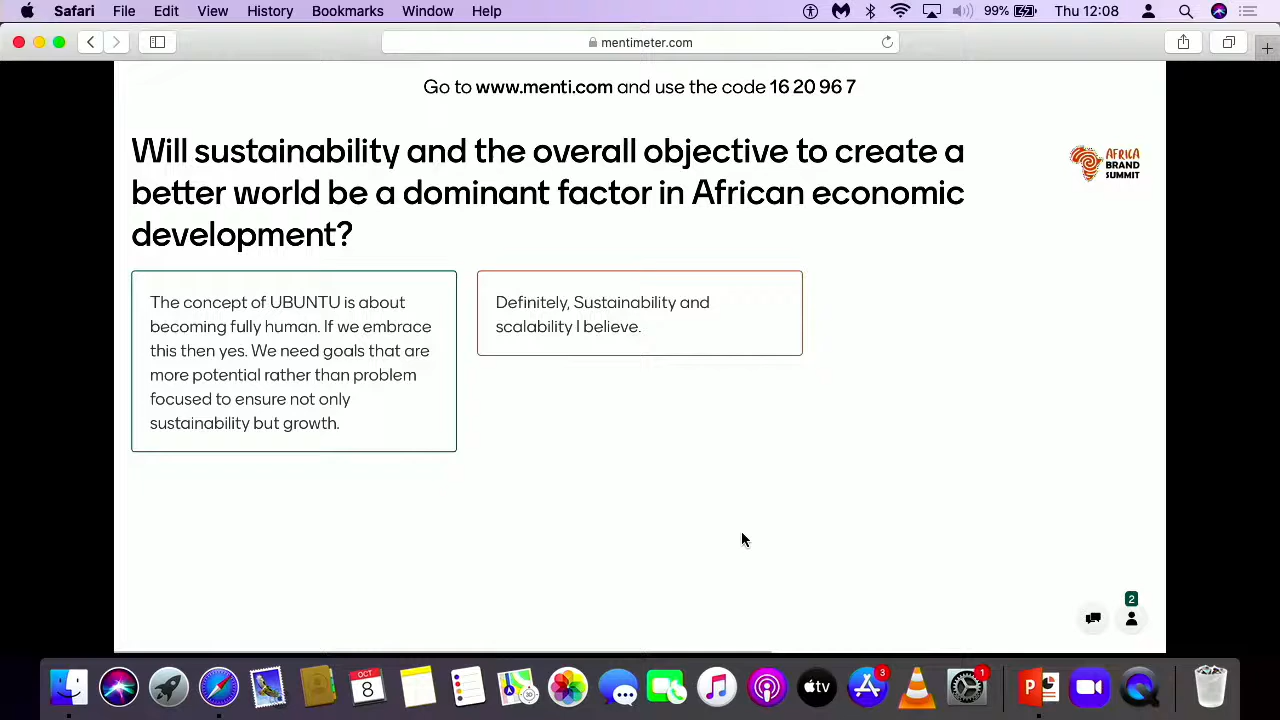 Safari File Edit View History Bookmarks Window Help 99% Thu 12:08
mentimeter.com
Go to www.menti.com and use the code 16 20 96 7
Will sustainability and the overall objective to create a
better world be a dominant factor in African economic
development?
AFRICA
BRAND
SUMMIT
The concept of UBUNTU is about
becoming fully human. If we embrace
this then yes. We need goals that are
more potential rather than problem
focused to ensure not only
sustainability but growth.
Definitely, Sustainability and
scalability I believe.
2
OCT
8
tv
3
1
P